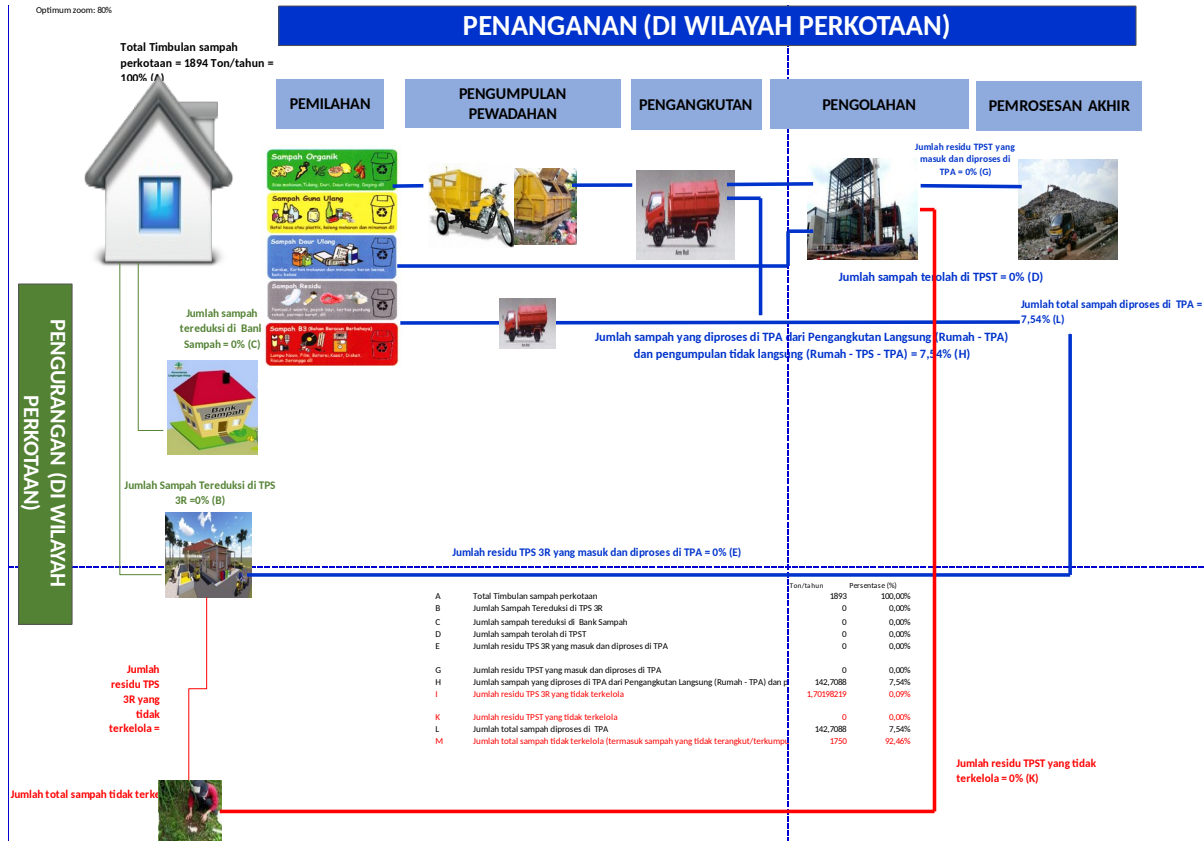 Optimum zoom: 80%
PENANGANAN (DI WILAYAH PERKOTAAN)
Total Timbulan sampah
perkotaan = 1894 Ton/tahun =
100% (A)
PEMILAHAN
PENGUMPULAN
PEWADAHAN
PENGANGKUTAN
PENGOLAHAN
PEMROSESAN AKHIR
Sampah Organik
Sampah Guna Ulang
Sampah Daur Ulang
Sampah Residu
Sampah B3 (Bahan Beracun Berbahaya)
Jumlah residu TPST yang
masuk dan diproses di
TPA = 0% (G)
Jumlah sampah terolah di TPST = 0% (D)
Jumlah total sampah diproses di TPA =
7,54% (L)
Jumlah sampah yang diproses di TPA dari Pengangkutan Langsung (Rumah - TPA)
dan pengumpulan tidak langsung (Rumah - TPS - TPA) = 7,54% (H)
PENGURANGAN (DI WILAYAH
PERKOTAAN)
Jumlah sampah
tereduksi di Bank
Sampah = 0% (C)
Bank
Sampah
Jumlah Sampah Tereduksi di TPS
3R =0% (B)
Jumlah residu TPS 3R yang masuk dan diproses di TPA = 0% (E)
Ton/tahun Persentase (%)
A Total Timbulan sampah perkotaan 1893 100,00%
B Jumlah Sampah Tereduksi di TPS 3R 0 0,00%
C Jumlah sampah tereduksi di Bank Sampah 0 0,00%
D Jumlah sampah terolah di TPST 0 0,00%
E Jumlah residu TPS 3R yang masuk dan diproses di TPA 0 0,00%
G Jumlah residu TPST yang masuk dan diproses di TPA 0 0,00%
H Jumlah sampah yang diproses di TPA dari Pengangkutan Langsung (Rumah - TPA) dan p 142,7088 7,54%
I Jumlah residu TPS 3R yang tidak terkelola 1,70198219 0,09%
K Jumlah residu TPST yang tidak terkelola 0 0,00%
L Jumlah total sampah diproses di TPA 142,7088 7,54%
M Jumlah total sampah tidak terkelola (termasuk sampah yang tidak terangkut/terkumpu 1750 92,46%
Jumlah
residu TPS
3R yang
tidak
terkelola =
Jumlah residu TPST yang tidak
terkelola = 0% (K)
Jumlah total sampah tidak terke